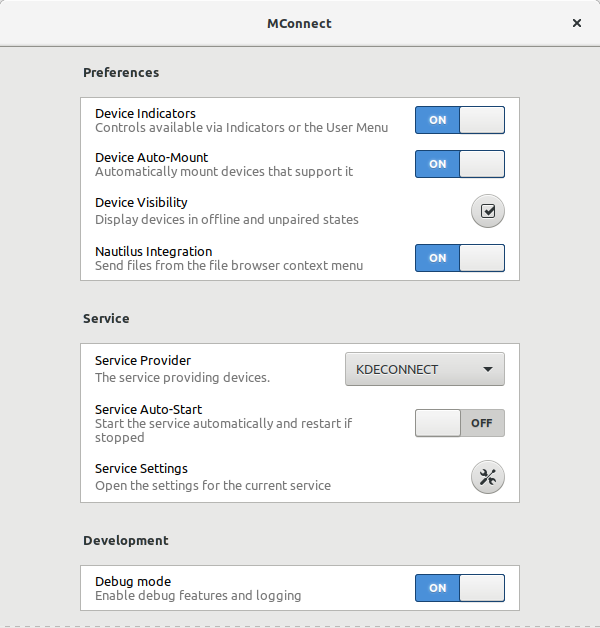 MConnect
Preferences
Device Indicators
Controls available via Indicators or the User Menu
ON
Device Auto-Mount
Automatically mount devices that support it
ON
Device Visibility
Display devices in offline and unpaired states
Nautilus Integration
Send files from the file browser context menu
ON
Service
Service Provider
The service providing devices.
KDECONNECT
Service Auto-Start
Start the service automatically and restart if
stopped
OFF
Service Settings
Open the settings for the current service
Development
Debug mode
Enable debug features and logging
ON